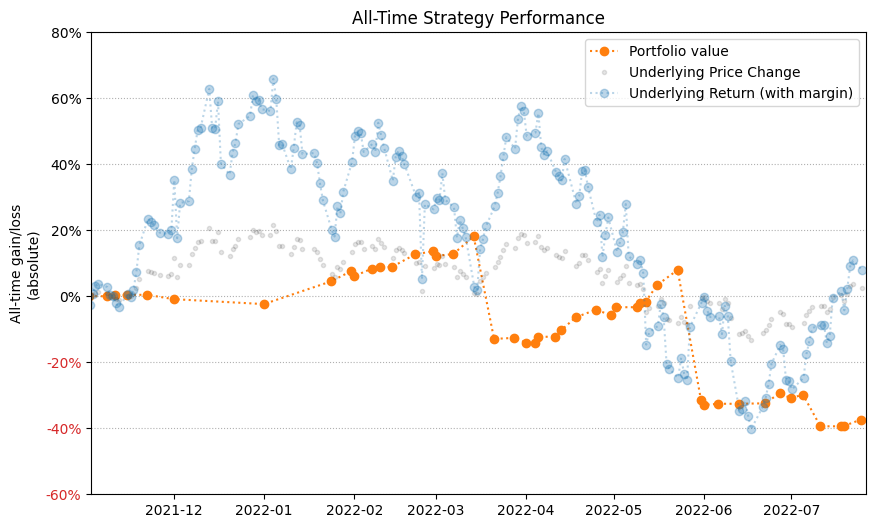 All-Time Strategy Performance
80%
60%
40%
20%
0%
-20%
-40%
-60%
All-time gain/loss
(absolute)
Portfolio value
Underlying Price Change
Underlying Return (with margin)
2021-12
2022-01
2022-02
2022-03
2022-04
2022-05
2022-06
2022-07